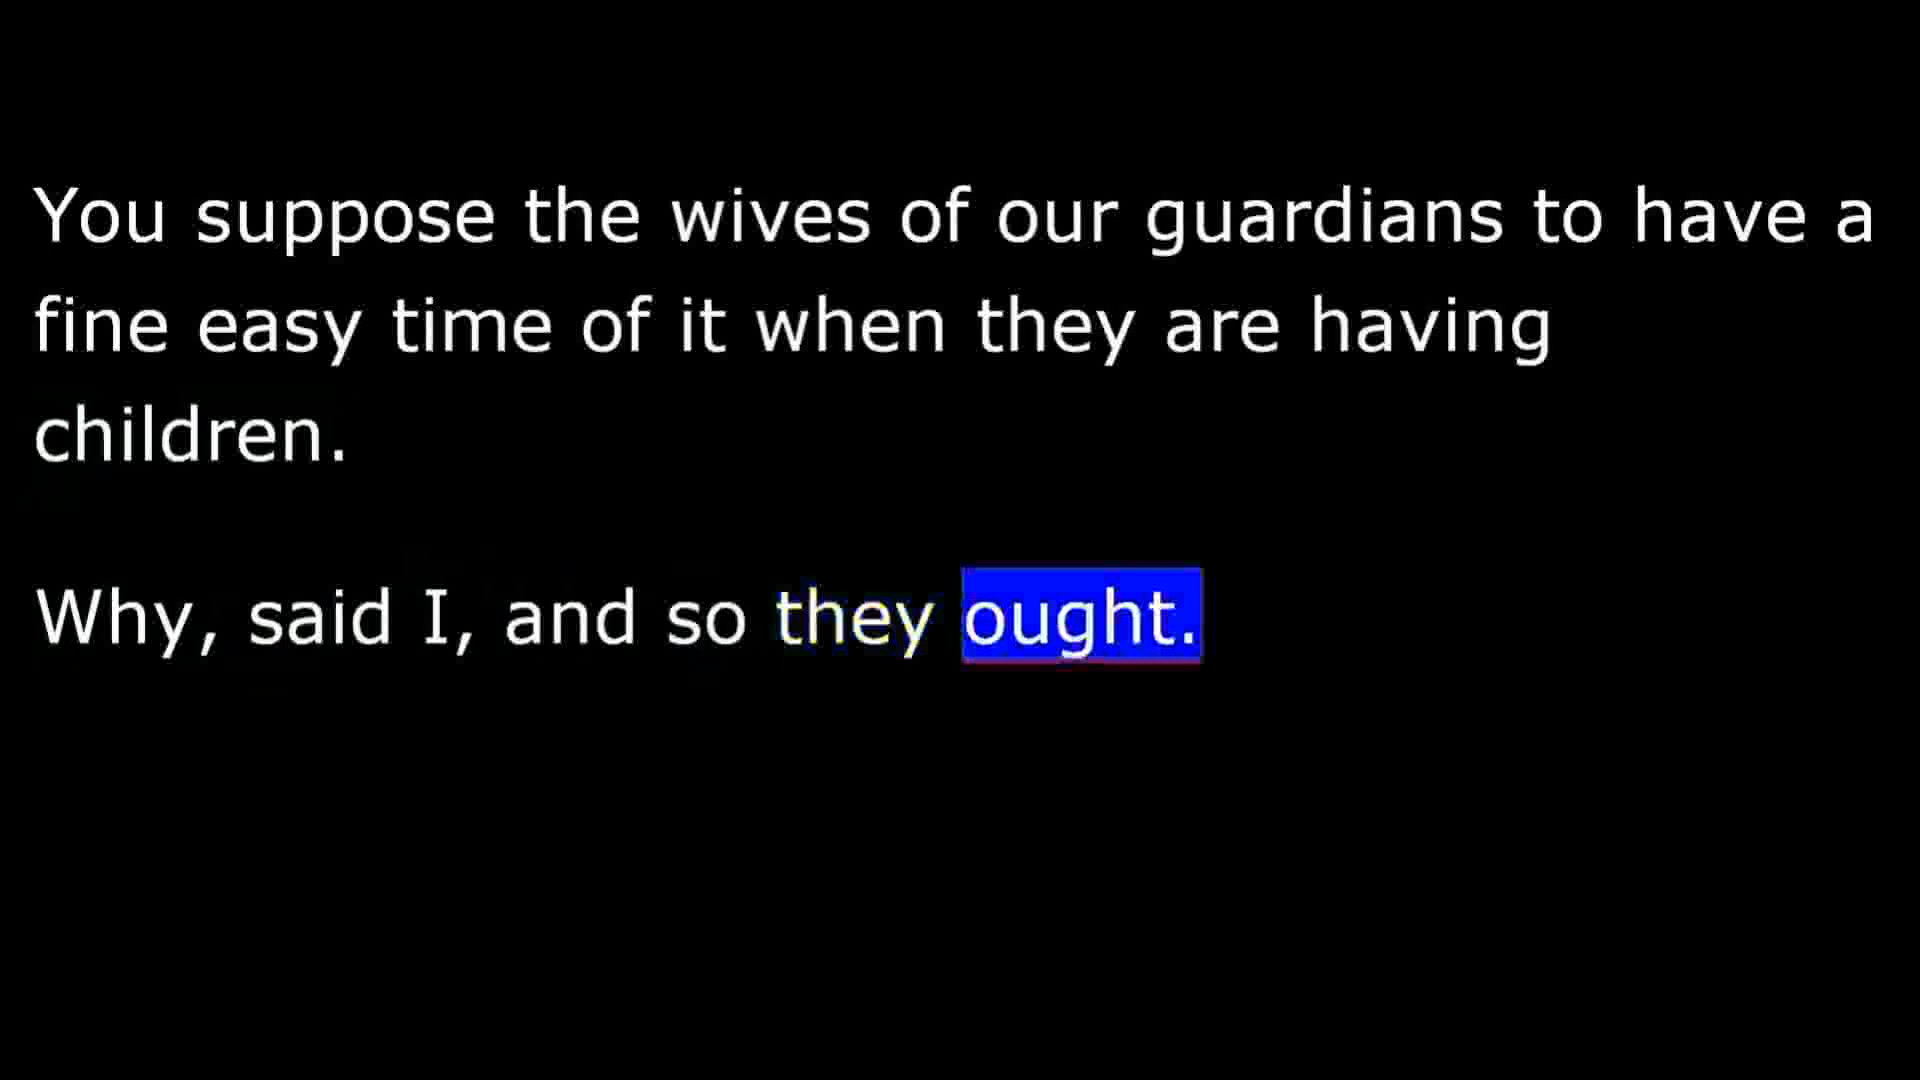 You suppose the wives of our guardians to have a
fine easy time of it when they are having
children.
Why, said I, and so they ought.